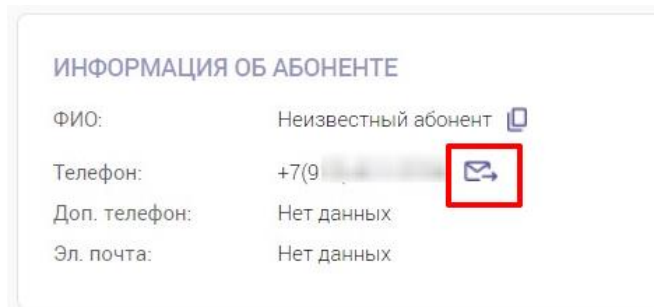 ИНФОРМАЦИЯ ОБ АБОНЕНТЕ
ФИО: Неизвестный абонент
Телефон: +7(9
Доп. телефон: Нет данных
Эл. почта: Нет данных